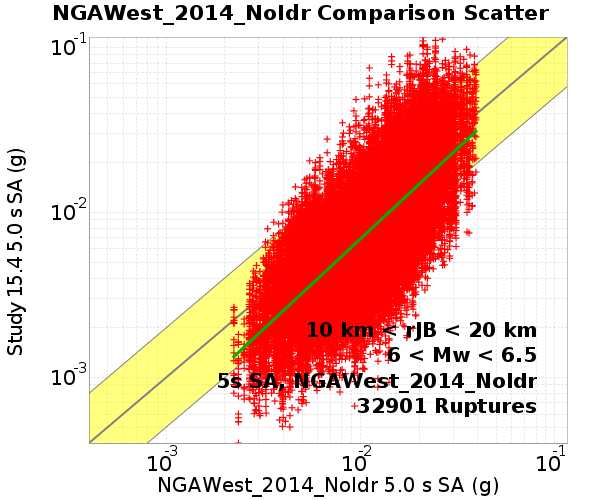 NGAWest_2014_NoIdr Comparison Scatter
10⁻¹
10⁻²
10⁻³
Study 15.4 5.0 s SA (g)
10 km < rJB < 20 km
6 < Mw < 6.5
5s SA, NGAWest_2014_NoIdr
32901 Ruptures
10⁻³ 10⁻² 10⁻¹
NGAWest_2014_NoIdr 5.0 s SA (g)